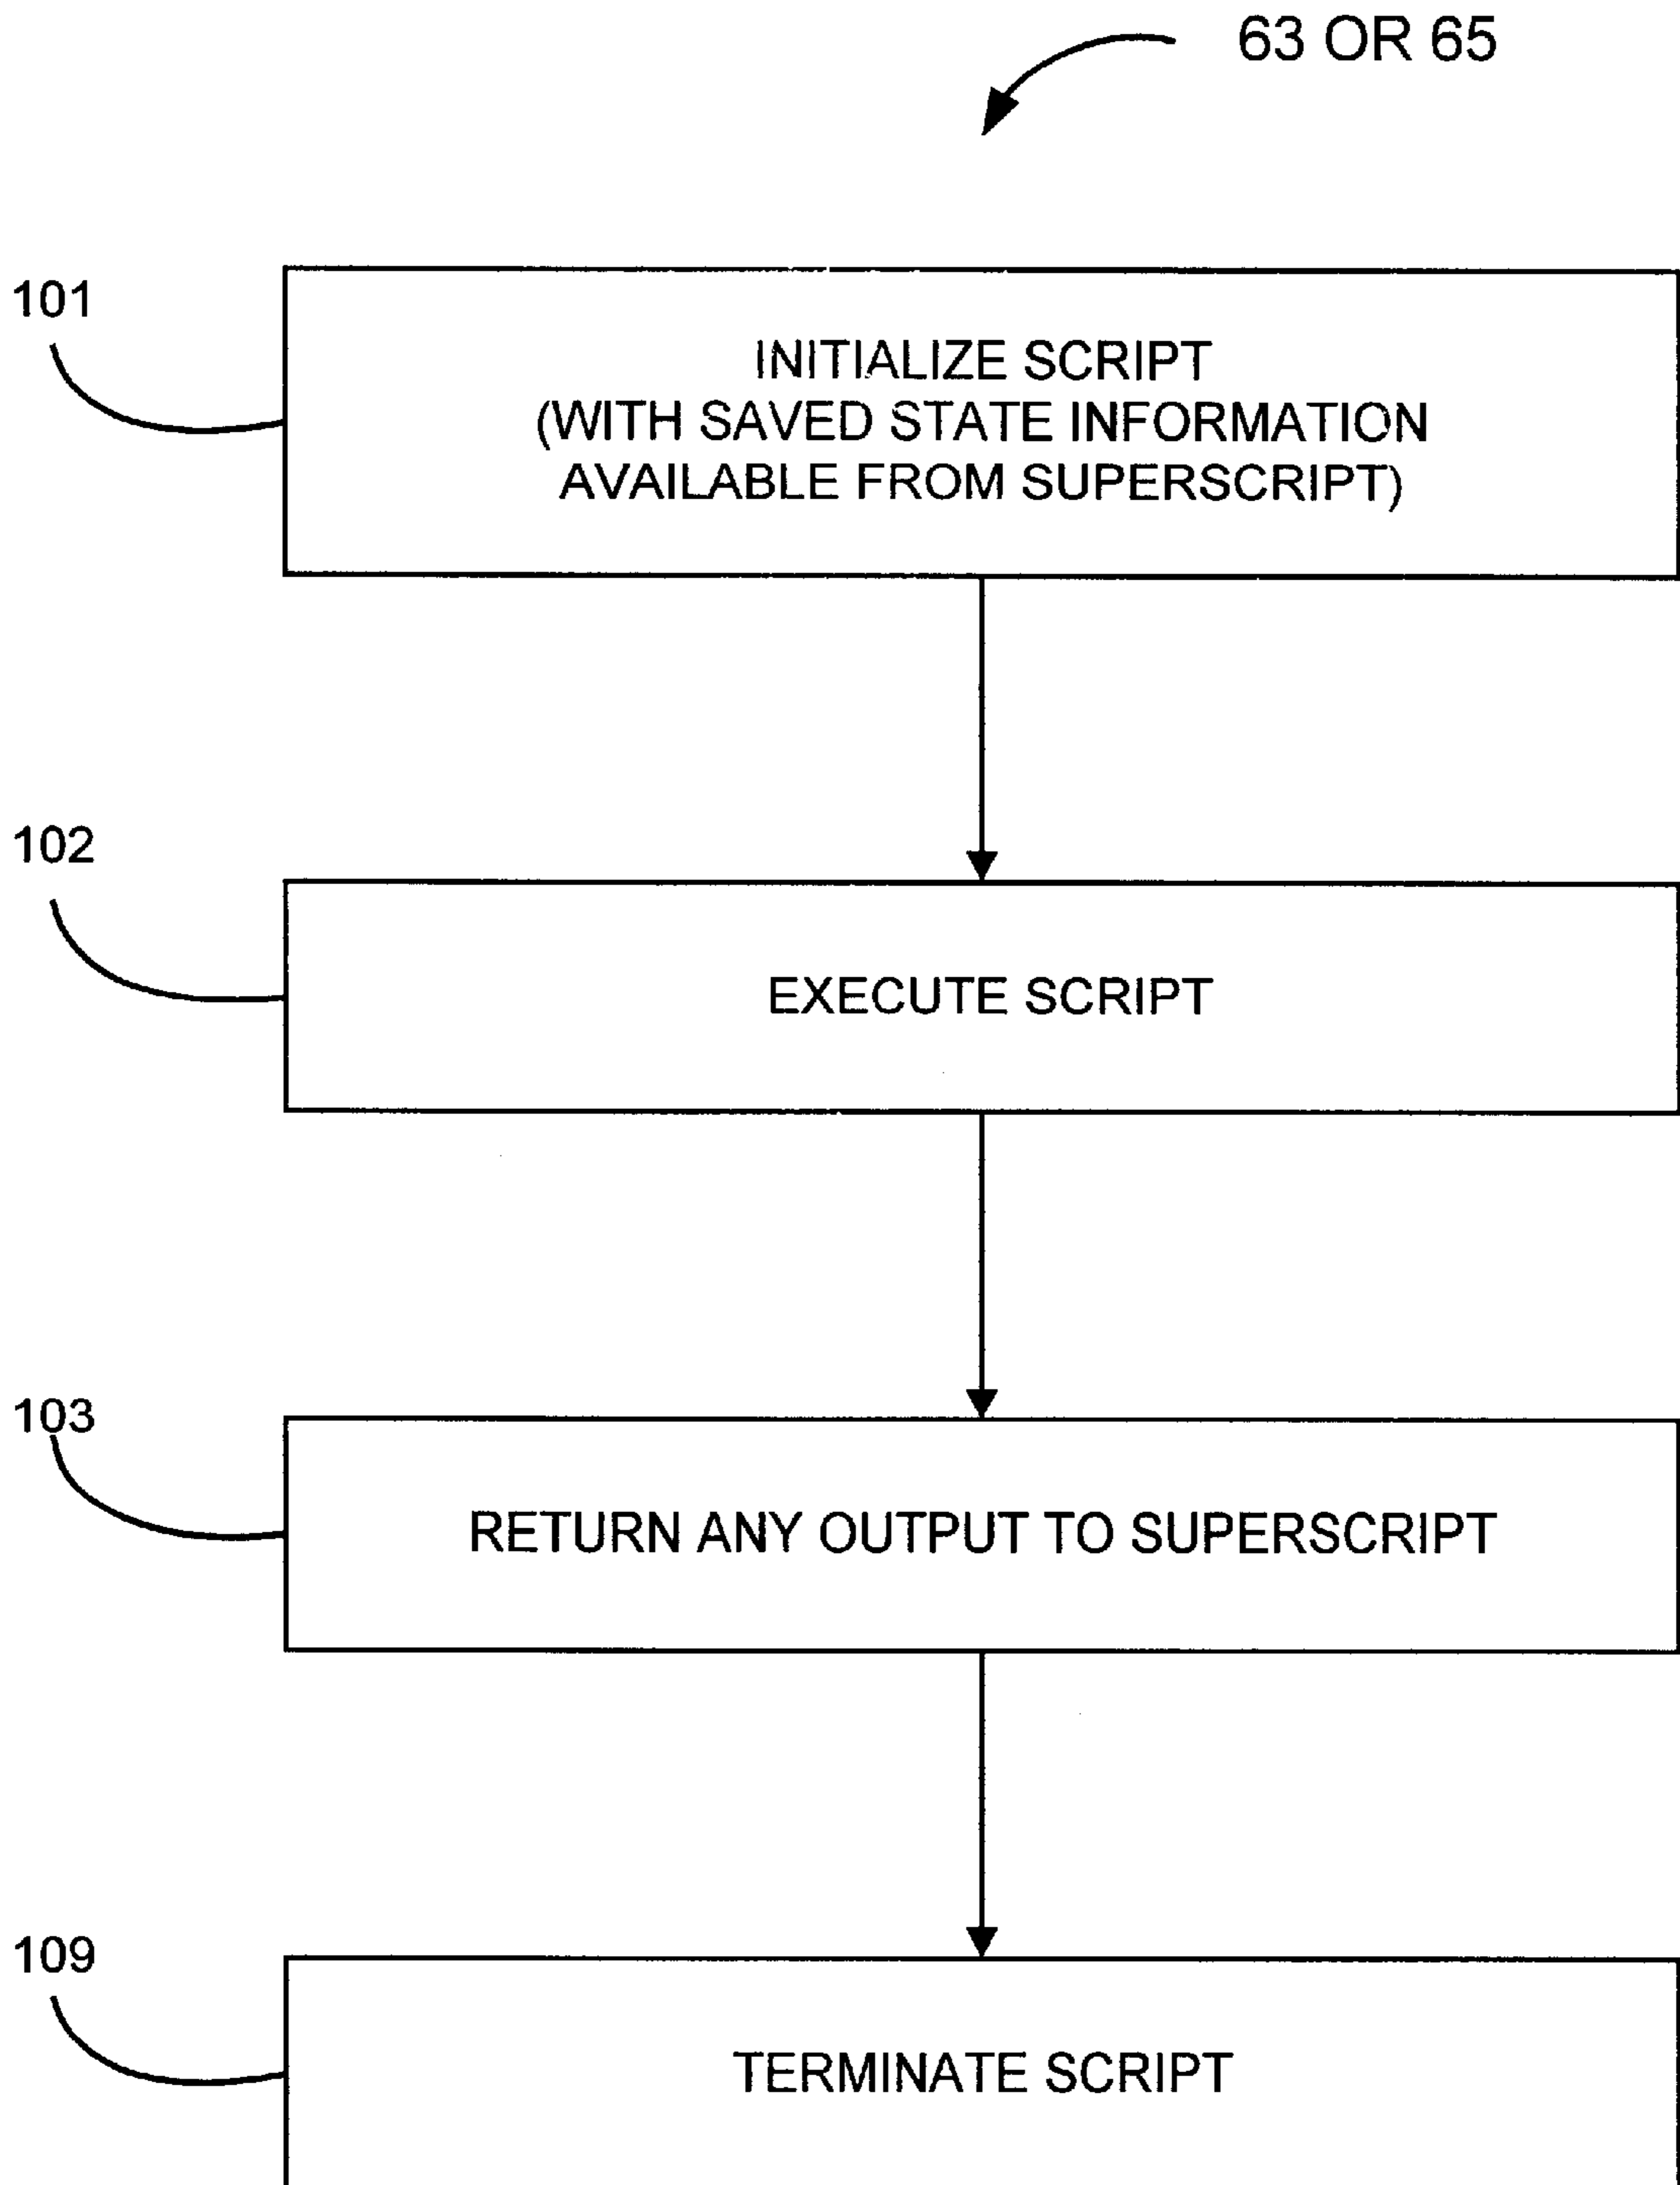 63 OR 65
101
INITIALIZE SCRIPT
(WITH SAVED STATE INFORMATION
AVAILABLE FROM SUPERSCRIPT)
102
EXECUTE SCRIPT
103
RETURN ANY OUTPUT TO SUPERSCRIPT
109
TERMINATE SCRIPT